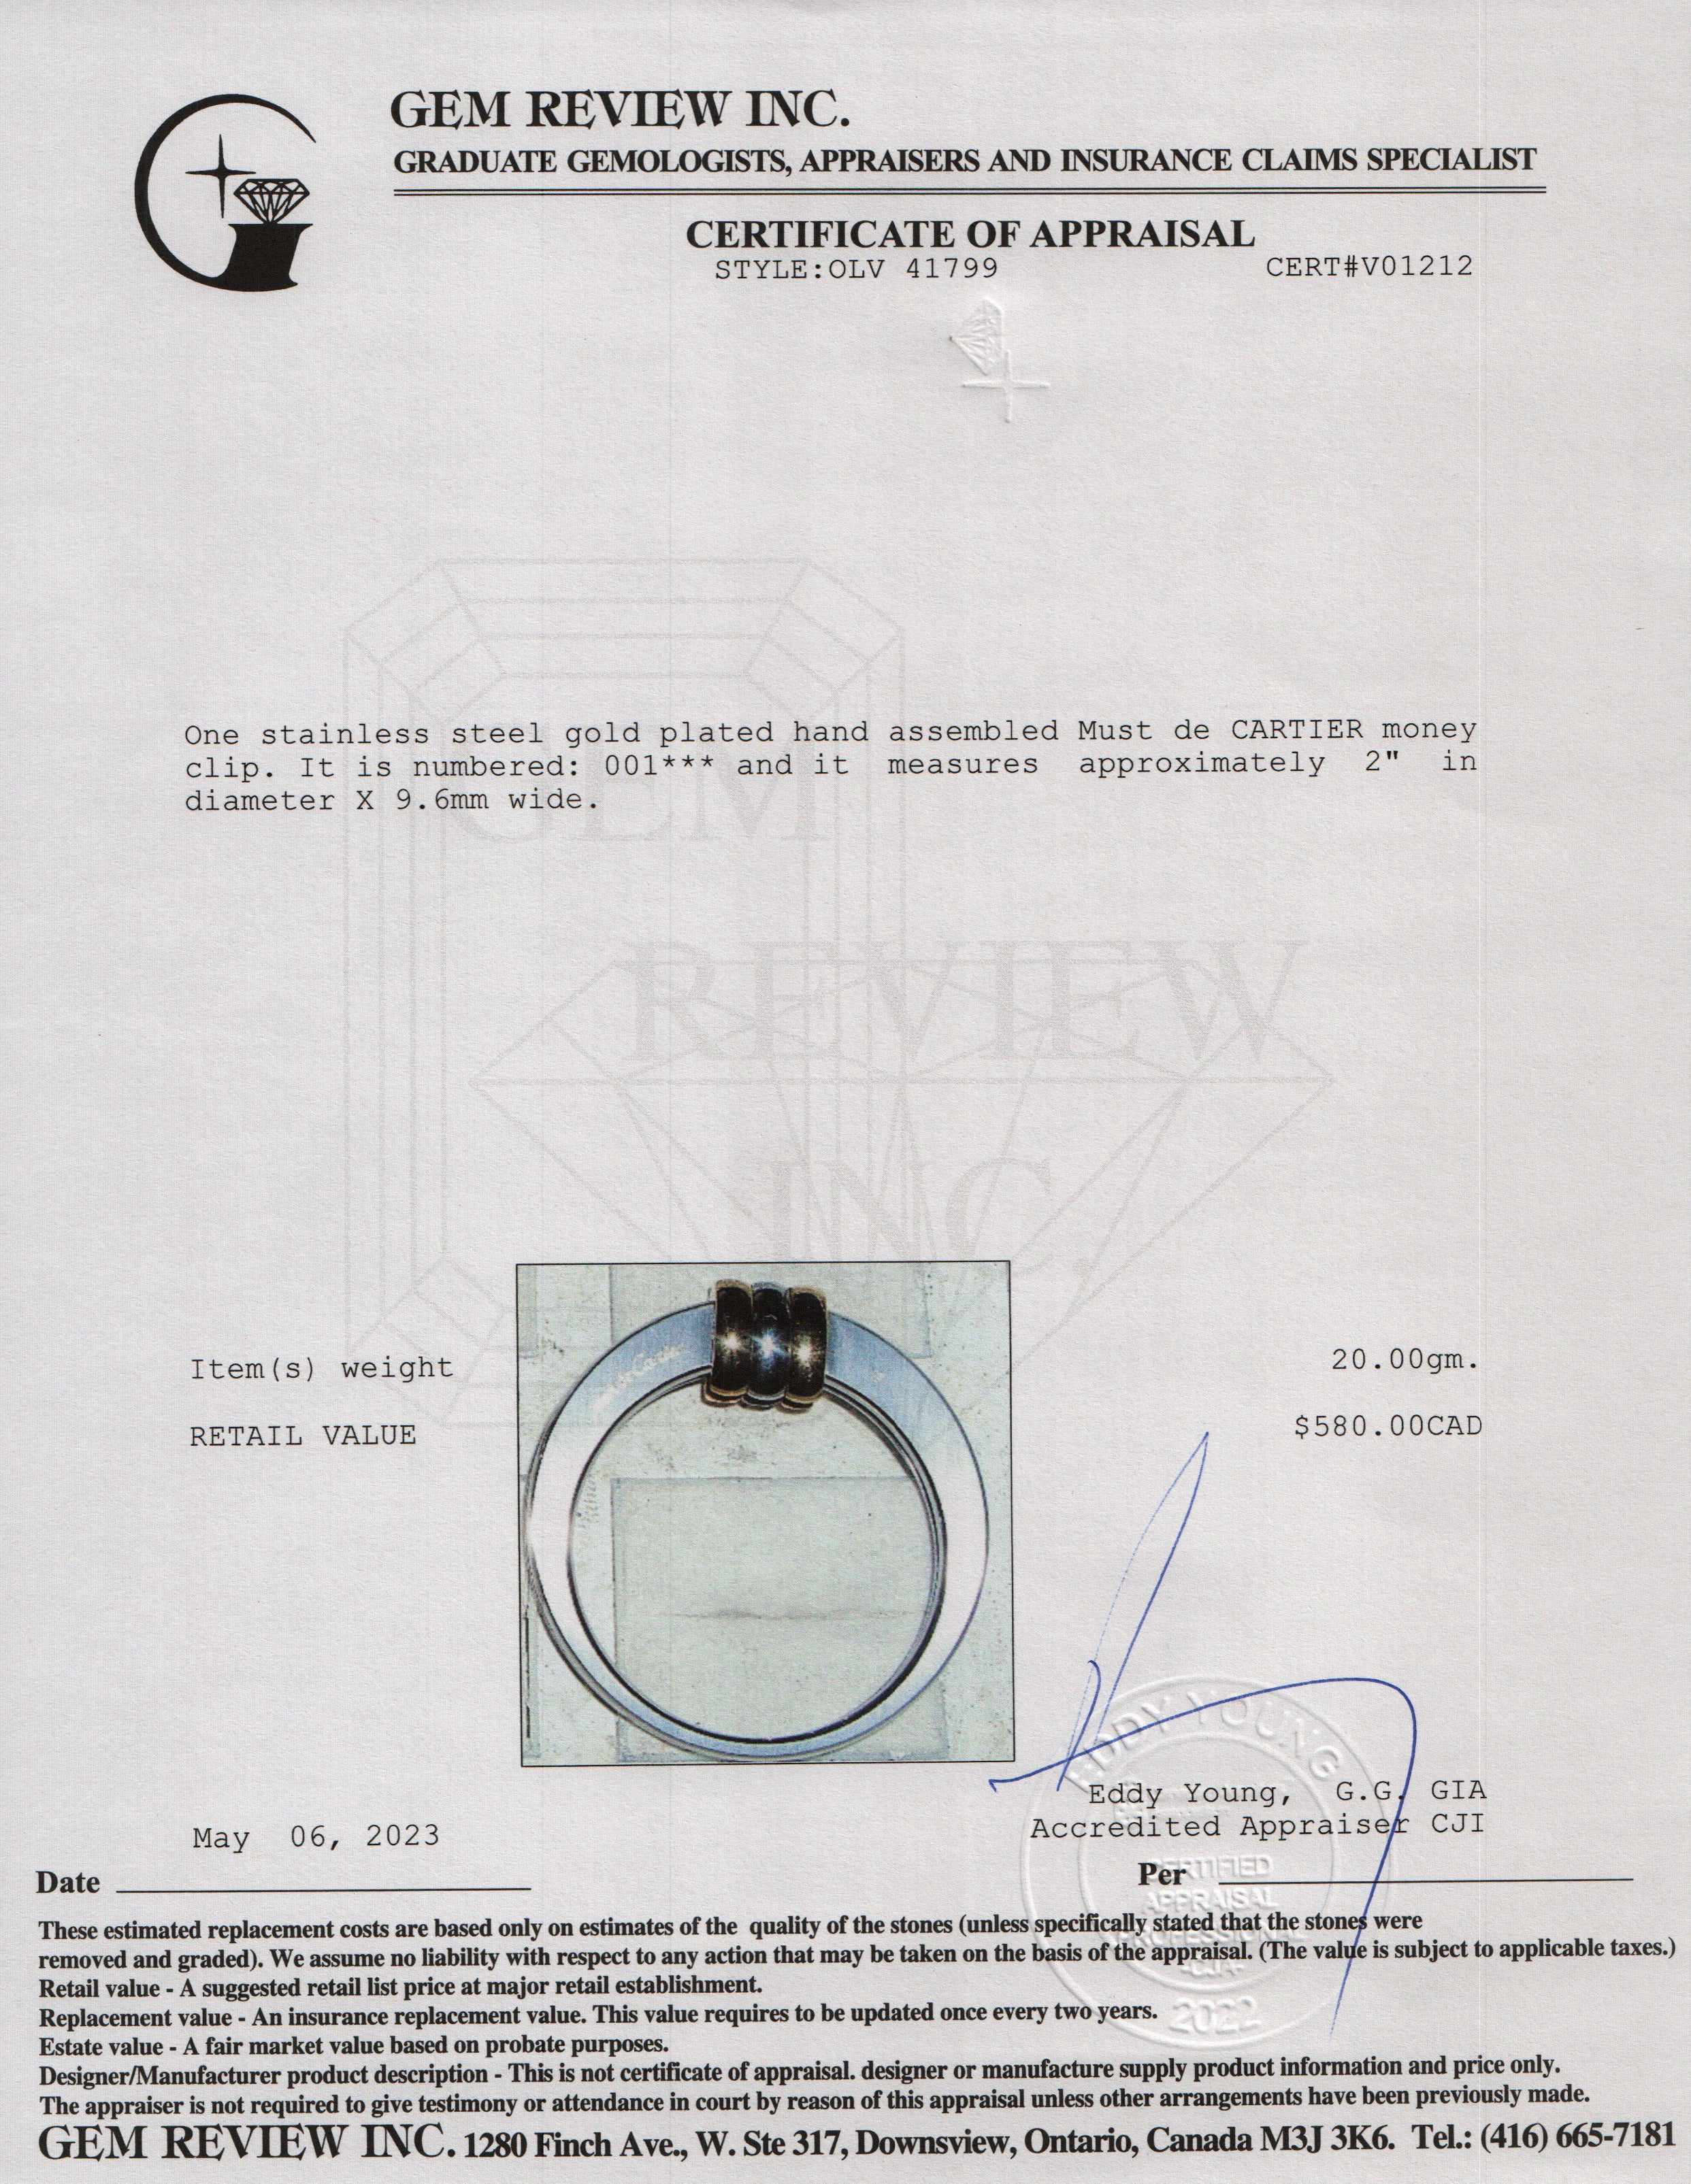 GEM REVIEW INC.
GRADUATE GEMOLOGISTS, APPRAISERS AND INSURANCE CLAIMS SPECIALIST
CERTIFICATE OF APPRAISAL
STYLE:OLV 41799
CERT#V01212
One stainless steel gold plated hand assembled Must de CARTIER money
clip. It is numbered: 001*** and it measures approximately 2" in
diameter X 9.6mm wide.
GEM
REVIEW
INC.
Item(s) weight
20.00gm.
RETAIL VALUE
$580.00CAD
EDDY YOUNG
Eddy Young, G.G. GIA
Accredited Appraiser CJI
May 06, 2023
Date
Per
CERTIFIED
APPRAISAL
PROFESSIONAL
2022
These estimated replacement costs are based only on estimates of the quality of the stones (unless specifically stated that the stones were
removed and graded). We assume no liability with respect to any action that may be taken on the basis of the appraisal. (The value is subject to applicable taxes.)
Retail value - A suggested retail list price at major retail establishment.
Replacement value - An insurance replacement value. This value requires to be updated once every two years.
Estate value - A fair market value based on probate purposes.
Designer/Manufacturer product description - This is not certificate of appraisal. designer or manufacture supply product information and price only.
The appraiser is not required to give testimony or attendance in court by reason of this appraisal unless other arrangements have been previously made.
GEM REVIEW INC. 1280 Finch Ave., W. Ste 317, Downsview, Ontario, Canada M3J 3K6. Tel.: (416) 665-7181